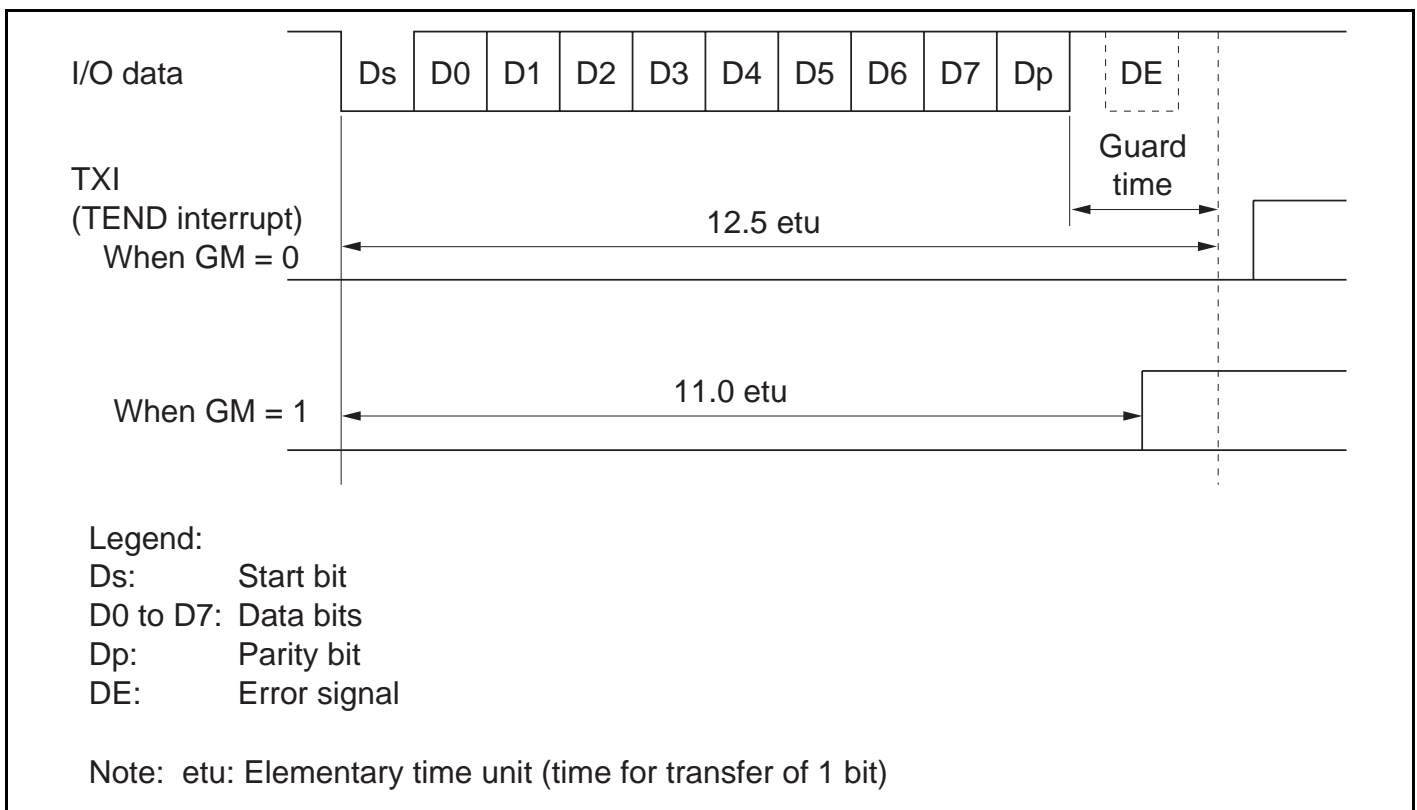 I/O data
Ds D0 D1 D2 D3 D4 D5 D6 D7 Dp DE
Guard
time
TXI
(TEND interrupt)
When GM = 0
12.5 etu
When GM = 1
11.0 etu
Legend:
Ds: Start bit
D0 to D7: Data bits
Dp: Parity bit
DE: Error signal
Note: etu: Elementary time unit (time for transfer of 1 bit)